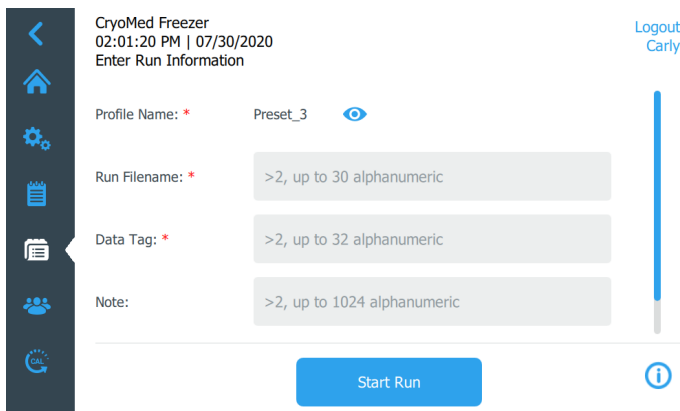 CryoMed Freezer
02:01:20 PM | 07/30/2020
Enter Run Information
Logout
Carly
Profile Name: *
Preset_3
Run Filename: *
>2, up to 30 alphanumeric
Data Tag: *
>2, up to 32 alphanumeric
Note:
>2, up to 1024 alphanumeric
CAL
Start Run